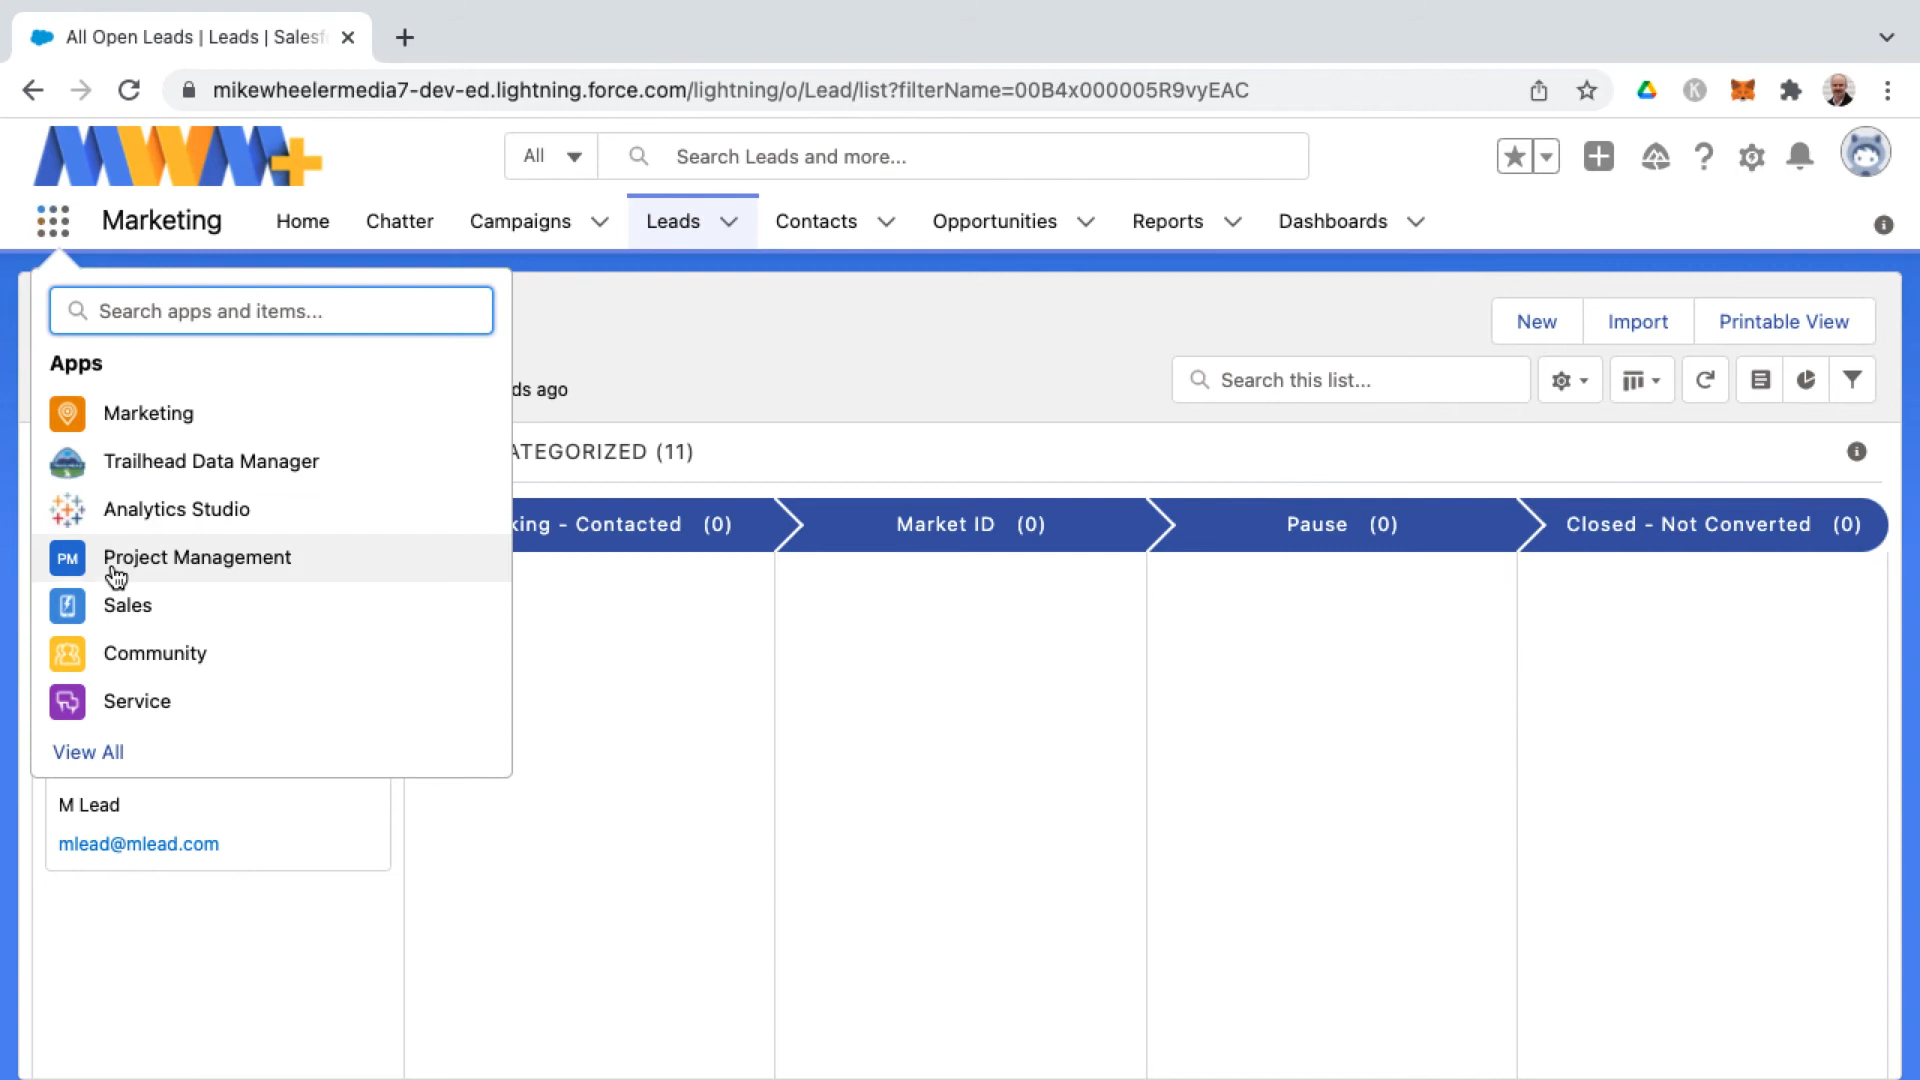 All Open Leads | Leads | Salesf
mikewheelermedia7-dev-ed.lightning.force.com/lightning/o/Lead/list?filterName=00B4x000005R9vyEAC
K
MWM+
All
Search Leads and more...
Marketing
Home
Chatter
Campaigns
Leads
Contacts
Opportunities
Reports
Dashboards
Search apps and items...
Apps
Marketing
Trailhead Data Manager
Analytics Studio
PM
Project Management
Sales
Community
Service
View All
New
Import
Printable View
ds ago
Search this list...
ATEGORIZED (11)
king - Contacted (0)
Market ID (0)
Pause (0)
Closed - Not Converted (0)
M Lead
mlead@mlead.com